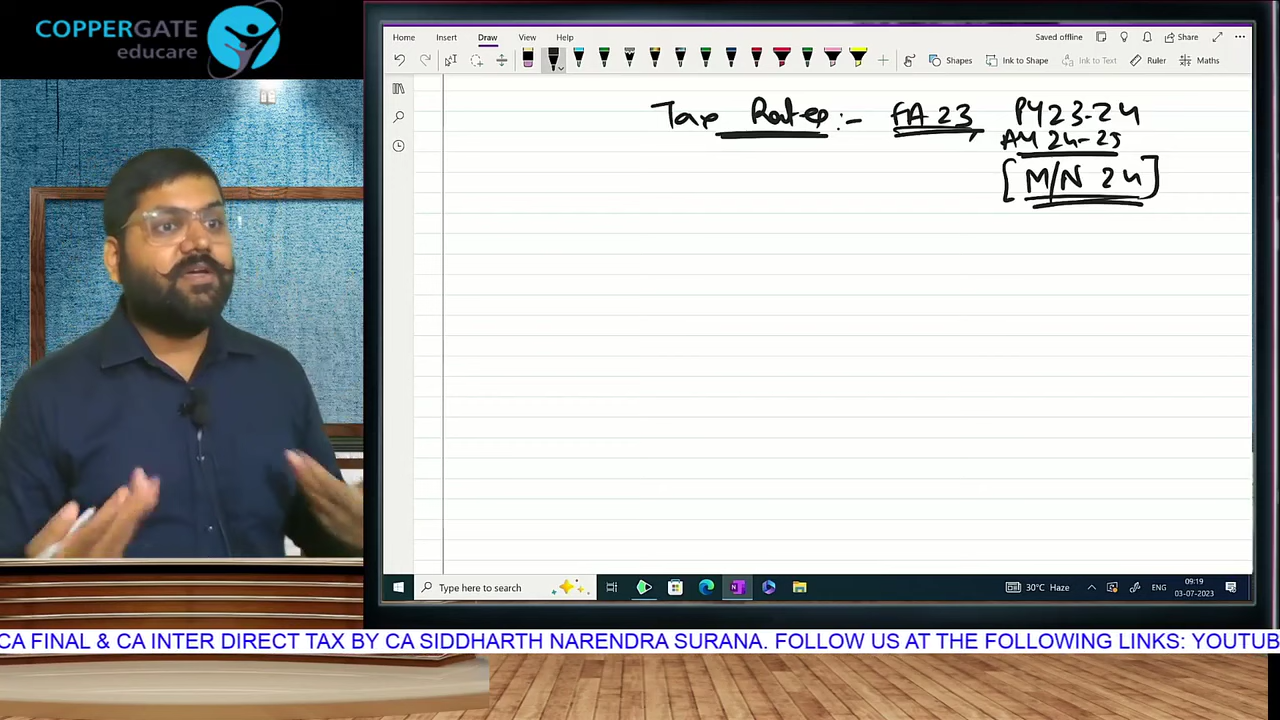 COPPERGATE
educare
Home Insert Draw View Help
Saved offline
Share
Shapes
Ink to Shape
Ink to Text
Ruler
Maths
Tax Rates :- FA 23 PY 23-24
AY 24-25
[M/N 24]
Type here to search
30°C Haze
ENG
09:19
03-07-2023
CA FINAL & CA INTER DIRECT TAX BY CA SIDDHARTH NARENDRA SURANA. FOLLOW US AT THE FOLLOWING LINKS: YOUTUB